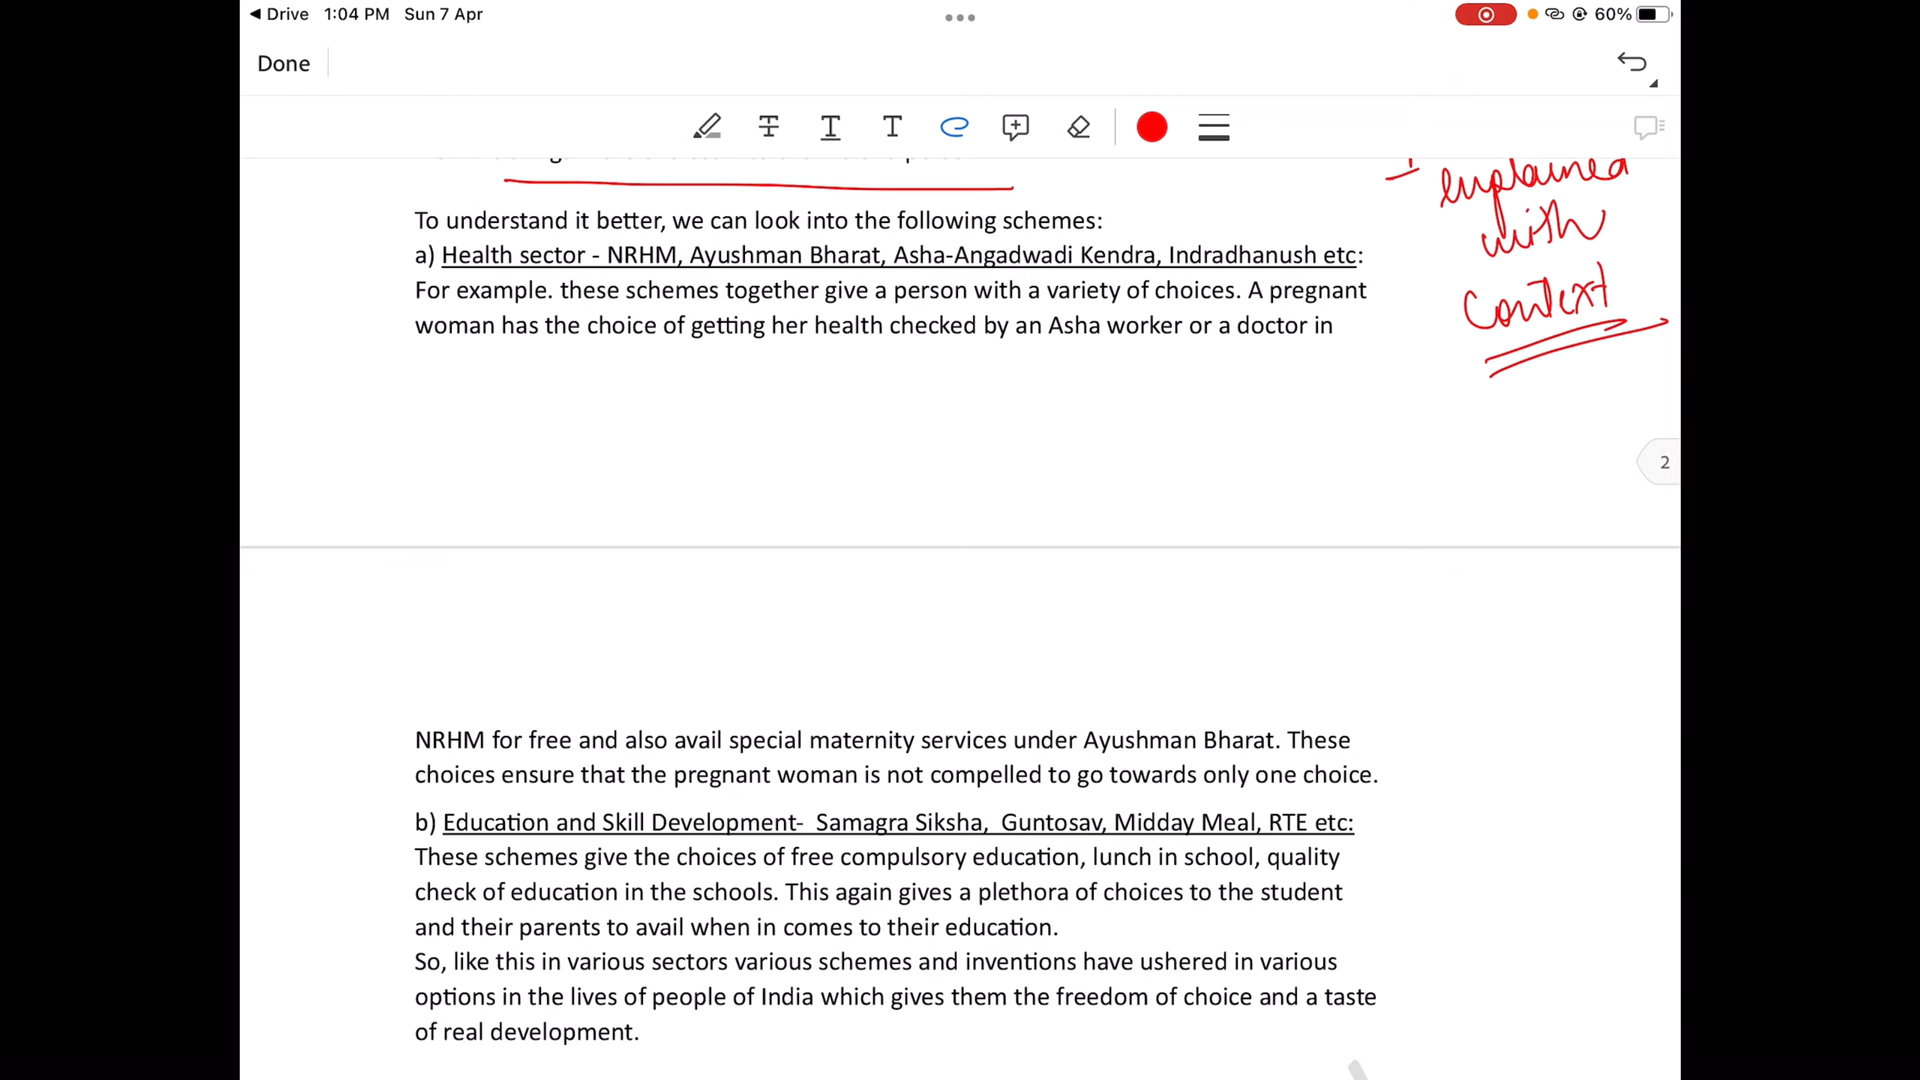 Drive 1:04 PM Sun 7 Apr
60%
Done
T T T
explained
with
Context
To understand it better, we can look into the following schemes:
a) Health sector - NRHM, Ayushman Bharat, Asha-Angadwadi Kendra, Indradhanush etc:
For example. these schemes together give a person with a variety of choices. A pregnant
woman has the choice of getting her health checked by an Asha worker or a doctor in
2
NRHM for free and also avail special maternity services under Ayushman Bharat. These
choices ensure that the pregnant woman is not compelled to go towards only one choice.
b) Education and Skill Development-  Samagra Siksha,  Guntosav, Midday Meal, RTE etc:
These schemes give the choices of free compulsory education, lunch in school, quality
check of education in the schools. This again gives a plethora of choices to the student
and their parents to avail when in comes to their education.
So, like this in various sectors various schemes and inventions have ushered in various
options in the lives of people of India which gives them the freedom of choice and a taste
of real development.